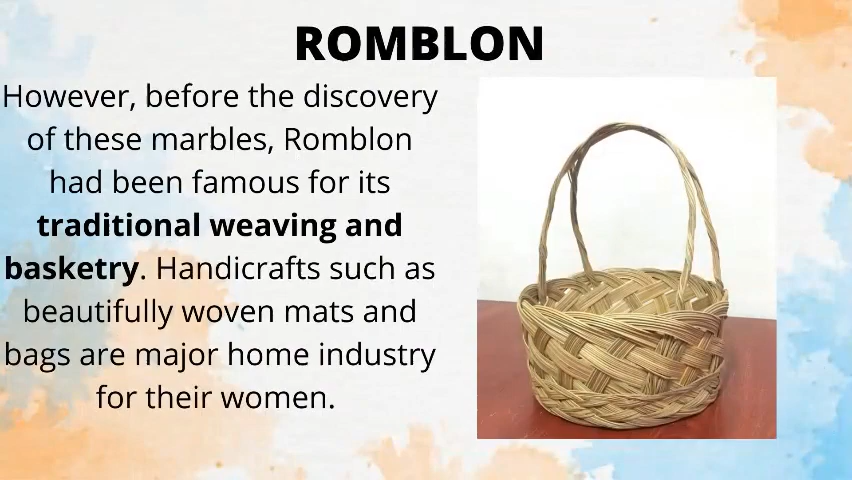 ROMBLON
However, before the discovery
of these marbles, Romblon
had been famous for its
traditional weaving and
basketry. Handicrafts such as
beautifully woven mats and
bags are major home industry
for their women.